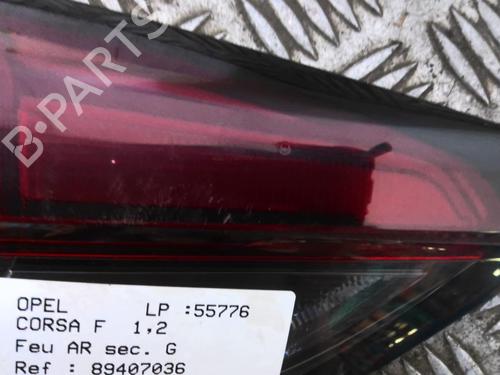 B-PARTS
OPEL LP :55776
CORSA F 1,2
Feu AR sec. G
Ref : 89407036